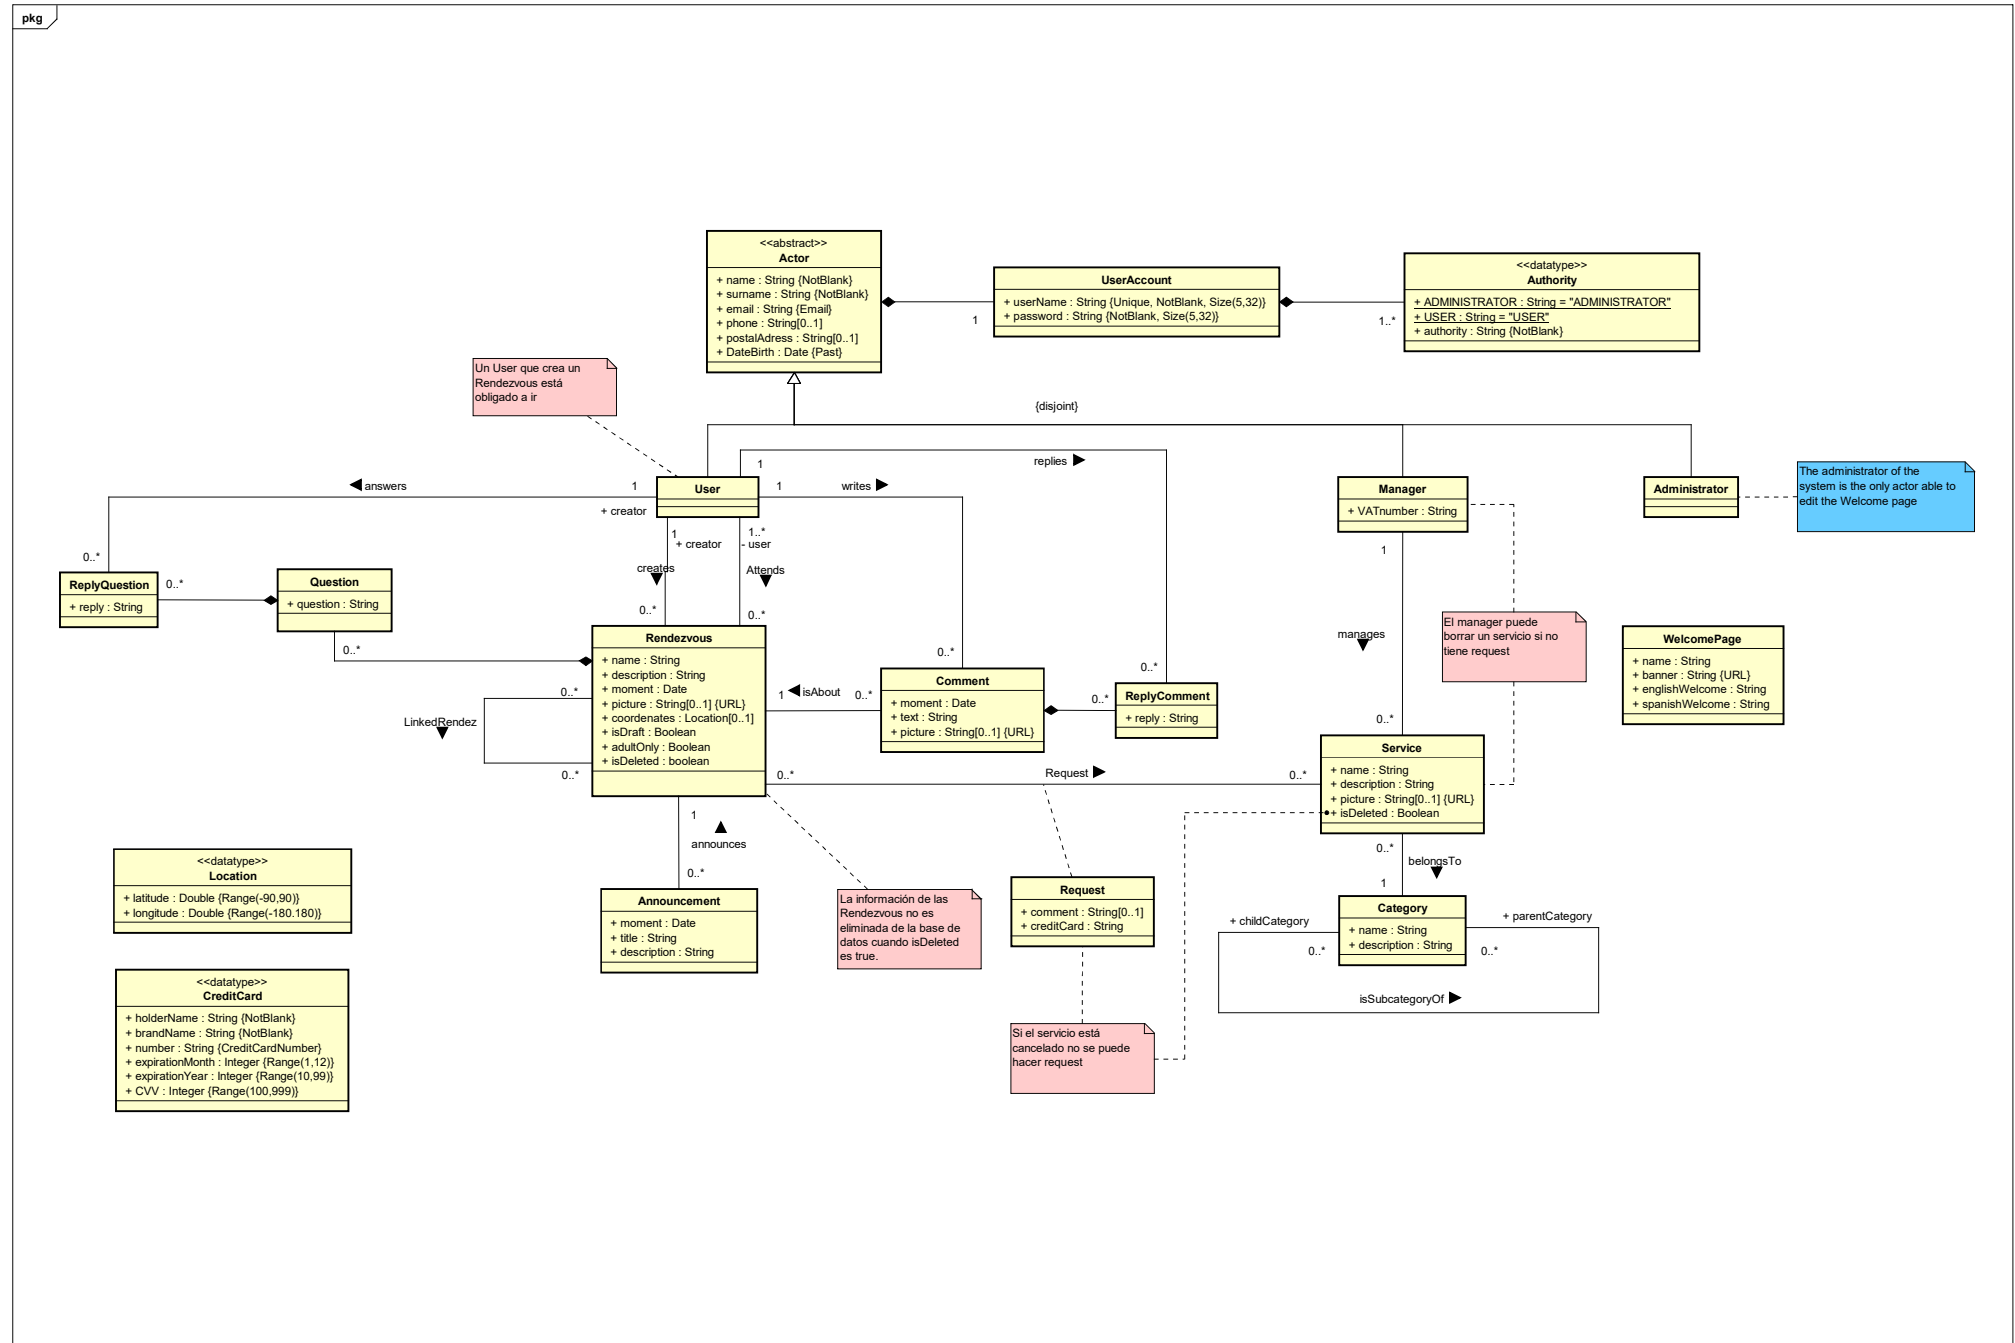 pkg
<<abstract>>
Actor
+ name : String {NotBlank}
+ surname : String {NotBlank}
+ email : String {Email}
+ phone : String[0..1]
+ postalAdress : String[0..1]
+ DateBirth : Date {Past}
1
UserAccount
+ userName : String {Unique, NotBlank, Size(5,32)}
+ password : String {NotBlank, Size(5,32)}
1..*
<<datatype>>
Authority
+ ADMINISTRATOR : String = "ADMINISTRATOR"
+ USER : String = "USER"
+ authority : String {NotBlank}
Un User que crea un
Rendezvous está
obligado a ir
{disjoint}
1
replies
answers
1
+ creator
User
1
writes
Manager
+ VATnumber : String
Administrator
The administrator of the
system is the only actor able to
edit the Welcome page
1
+ creator
creates
0..*
1..*
- user
Attends
0..*
0..*
ReplyQuestion
+ reply : String
0..*
Question
+ question : String
0..*
Rendezvous
+ name : String
+ description : String
+ moment : Date
+ picture : String[0..1] {URL}
+ coordenates : Location[0..1]
+ isDraft : Boolean
+ adultOnly : Boolean
+ isDeleted : boolean
0..*
LinkedRendez
0..*
1
isAbout
0..*
0..*
Comment
+ moment : Date
+ text : String
+ picture : String[0..1] {URL}
0..*
0..*
ReplyComment
+ reply : String
1
manages
0..*
El manager puede
borrar un servicio si no
tiene request
WelcomePage
+ name : String
+ banner : String {URL}
+ englishWelcome : String
+ spanishWelcome : String
0..*
Request
0..*
Service
+ name : String
+ description : String
+ picture : String[0..1] {URL}
+ isDeleted : Boolean
1
announces
0..*
Announcement
+ moment : Date
+ title : String
+ description : String
La información de las
Rendezvous no es
eliminada de la base de
datos cuando isDeleted
es true.
Request
+ comment : String[0..1]
+ creditCard : String
0..*
belongsTo
1
Category
+ name : String
+ description : String
+ childCategory
0..*
+ parentCategory
0..*
isSubcategoryOf
Si el servicio está
cancelado no se puede
hacer request
<<datatype>>
Location
+ latitude : Double {Range(-90,90)}
+ longitude : Double {Range(-180.180)}
<<datatype>>
CreditCard
+ holderName : String {NotBlank}
+ brandName : String {NotBlank}
+ number : String {CreditCardNumber}
+ expirationMonth : Integer {Range(1,12)}
+ expirationYear : Integer {Range(10,99)}
+ CVV : Integer {Range(100,999)}